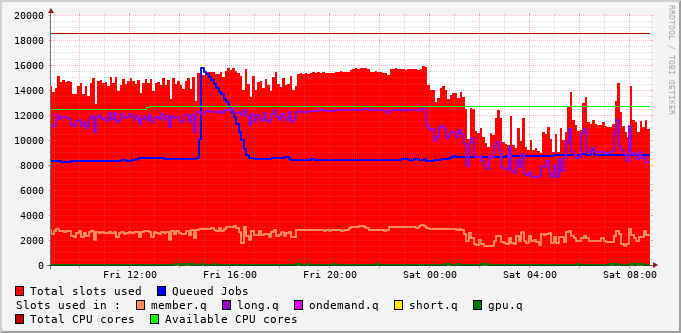 20000
18000
16000
14000
12000
10000
8000
6000
4000
2000
0
Fri 12:00 Fri 16:00 Fri 20:00 Sat 00:00 Sat 04:00 Sat 08:00
Total slots used Queued Jobs
Slots used in : member.q long.q ondemand.q short.q gpu.q
Total CPU cores Available CPU cores
RRDTOOL / TOBI OETIKER